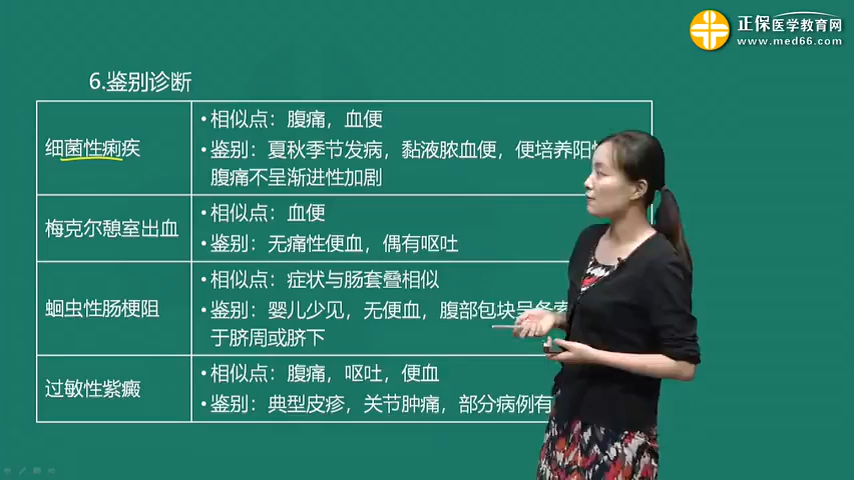 正保医学教育网
www.med66.com
6.鉴别诊断
细菌性痢疾
•相似点：腹痛，血便
•鉴别：夏秋季节发病，黏液脓血便，便培养阳
腹痛不呈渐进性加剧
梅克尔憩室出血
•相似点：血便
•鉴别：无痛性便血，偶有呕吐
蛔虫性肠梗阻
•相似点：症状与肠套叠相似
•鉴别：婴儿少见，无便血，腹部包块呈条
于脐周或脐下
过敏性紫癜
•相似点：腹痛，呕吐，便血
•鉴别：典型皮疹，关节肿痛，部分病例有